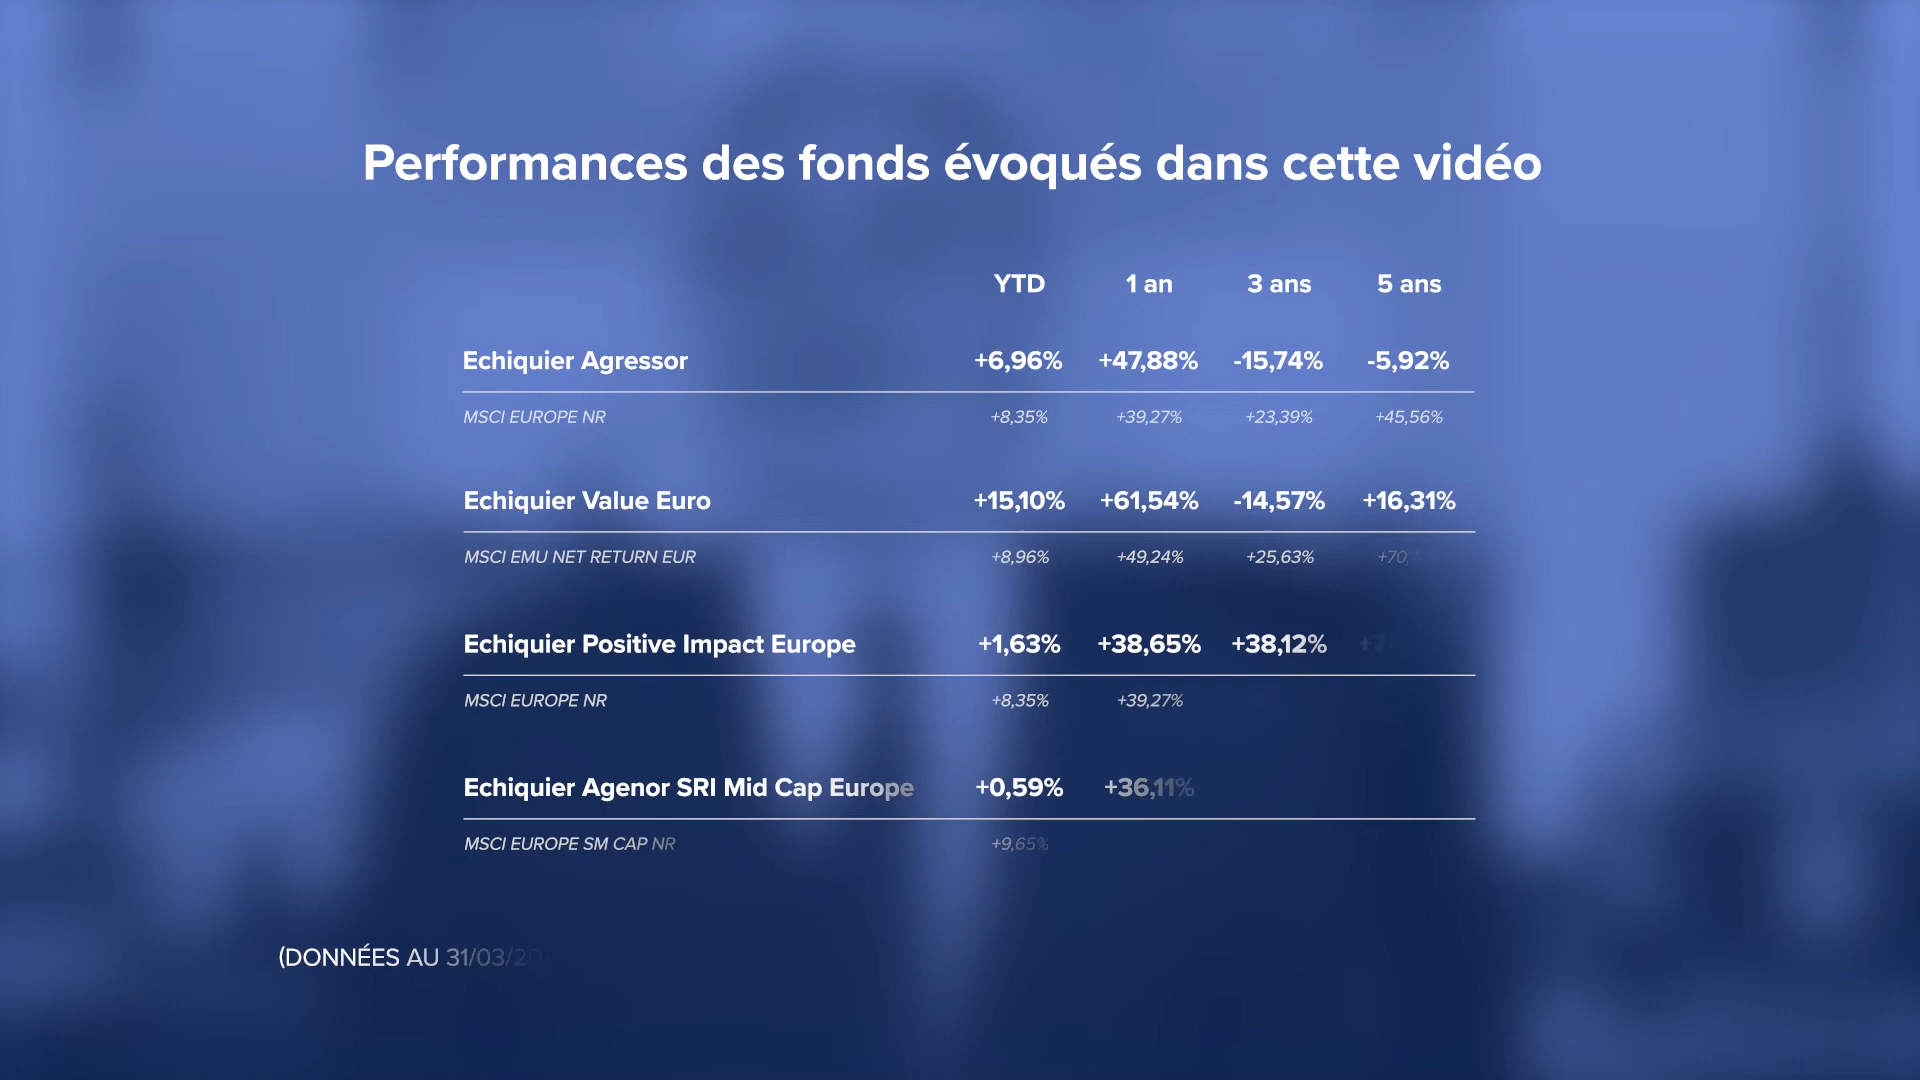 Performances des fonds évoqués dans cette vidéo
YTD 1 an 3 ans 5 ans
Echiquier Agressor +6,96% +47,88% -15,74% -5,92%
MSCI EUROPE NR +8,35% +39,27% +23,39% +45,56%
Echiquier Value Euro +15,10% +61,54% -14,57% +16,31%
MSCI EMU NET RETURN EUR +8,96% +49,24% +25,63%
Echiquier Positive Impact Europe +1,63% +38,65% +38,12%
MSCI EUROPE NR +8,35% +39,27%
Echiquier Agenor SRI Mid Cap Europe +0,59% +36,11%
MSCI EUROPE SM CAP NR +9,65%
(DONNÉES AU